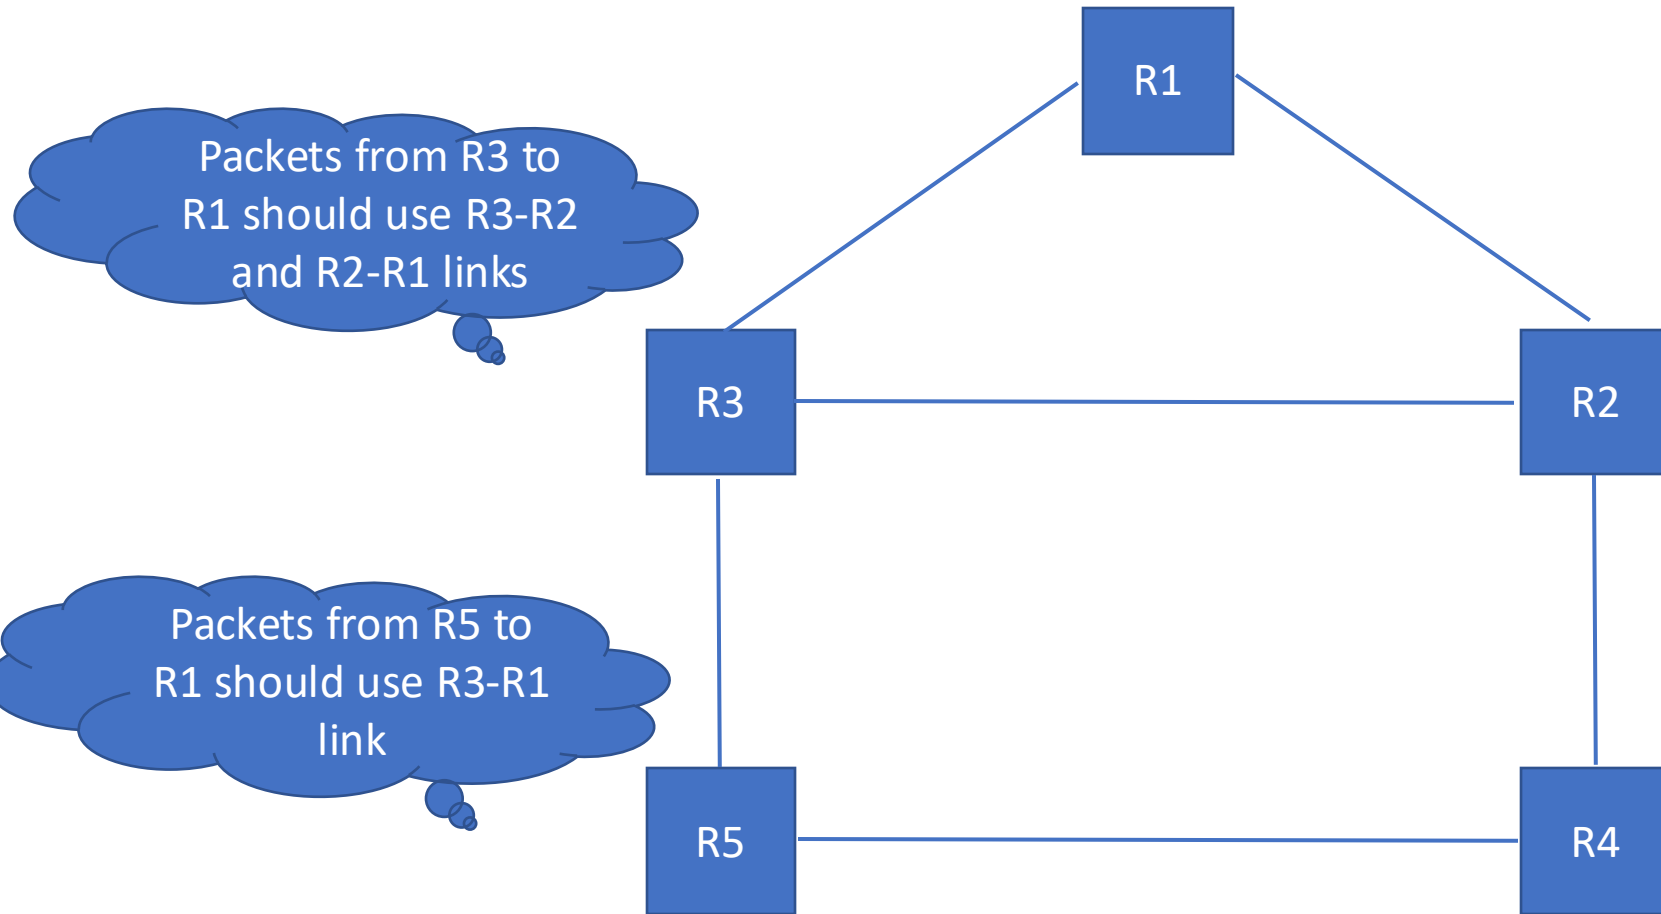 R1
Packets from R3 to
R1 should use R3-R2
and R2-R1 links
R3
R2
Packets from R5 to
R1 should use R3-R1
link
R5
R4